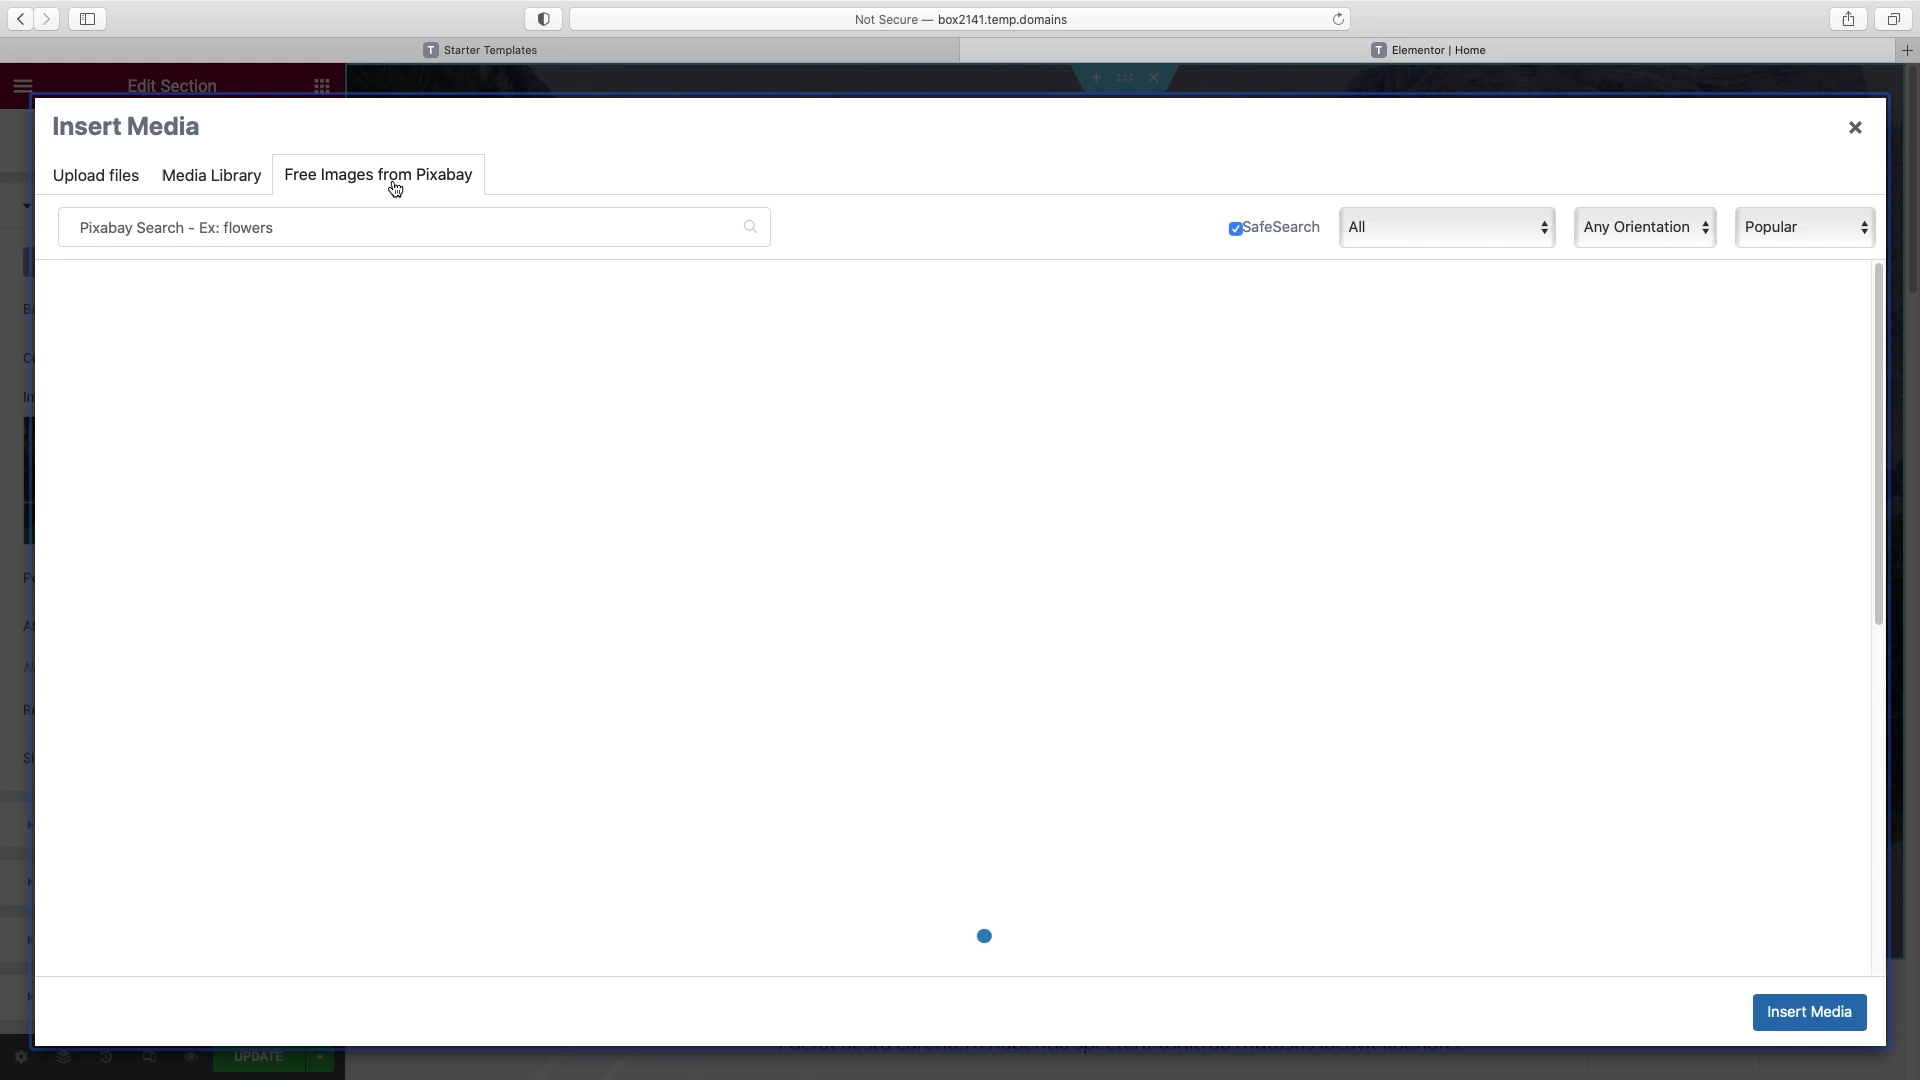 Not Secure — box2141.temp.domains
Starter Templates
Elementor | Home
Edit Section
Insert Media
Upload files
Media Library
Free Images from Pixabay
Pixabay Search - Ex: flowers
SafeSearch
All
Any Orientation
Popular
Insert Media
UPDATE